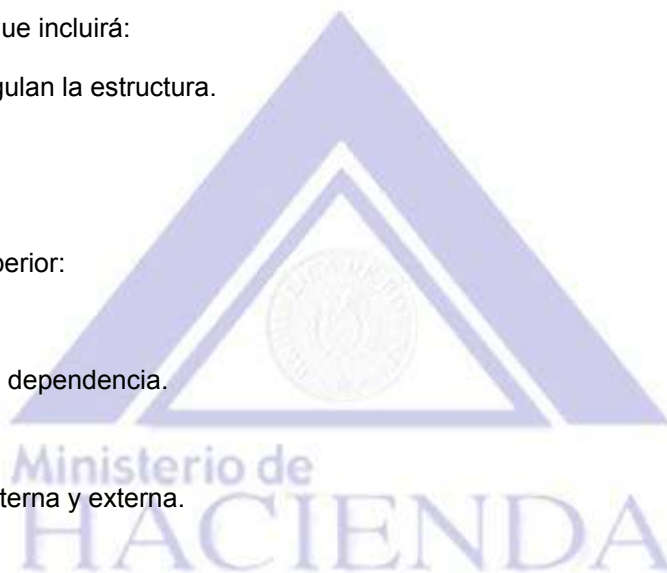 ue incluirá:
gulan la estructura.
perior:
dependencia.
Ministerio de
terna y externa.
HACIENDA